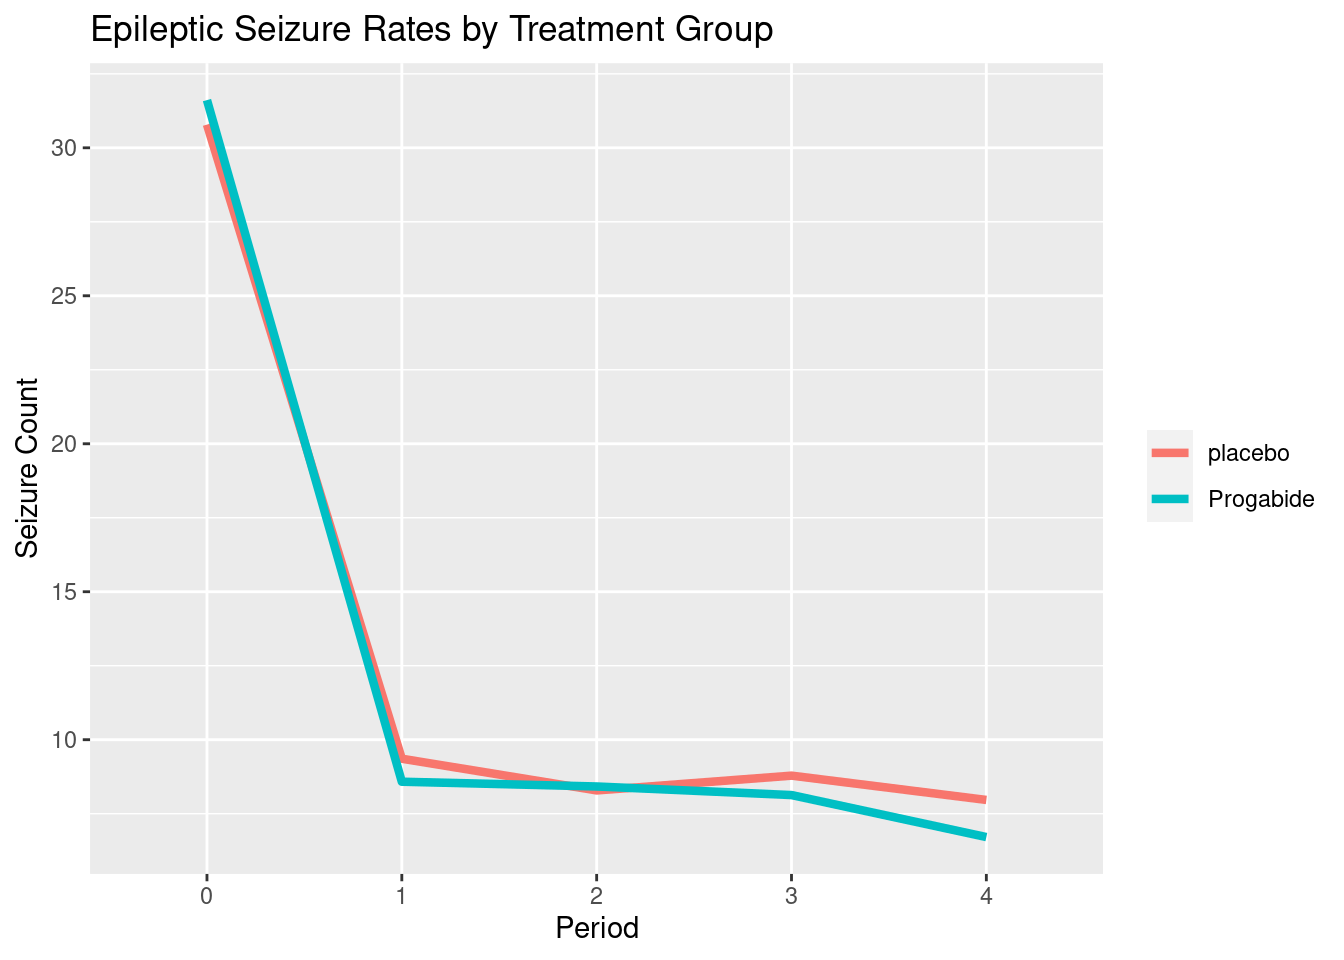 Epileptic Seizure Rates by Treatment Group
Seizure Count
30
25
20
15
10
0 1 2 3 4
Period
placebo
Progabide